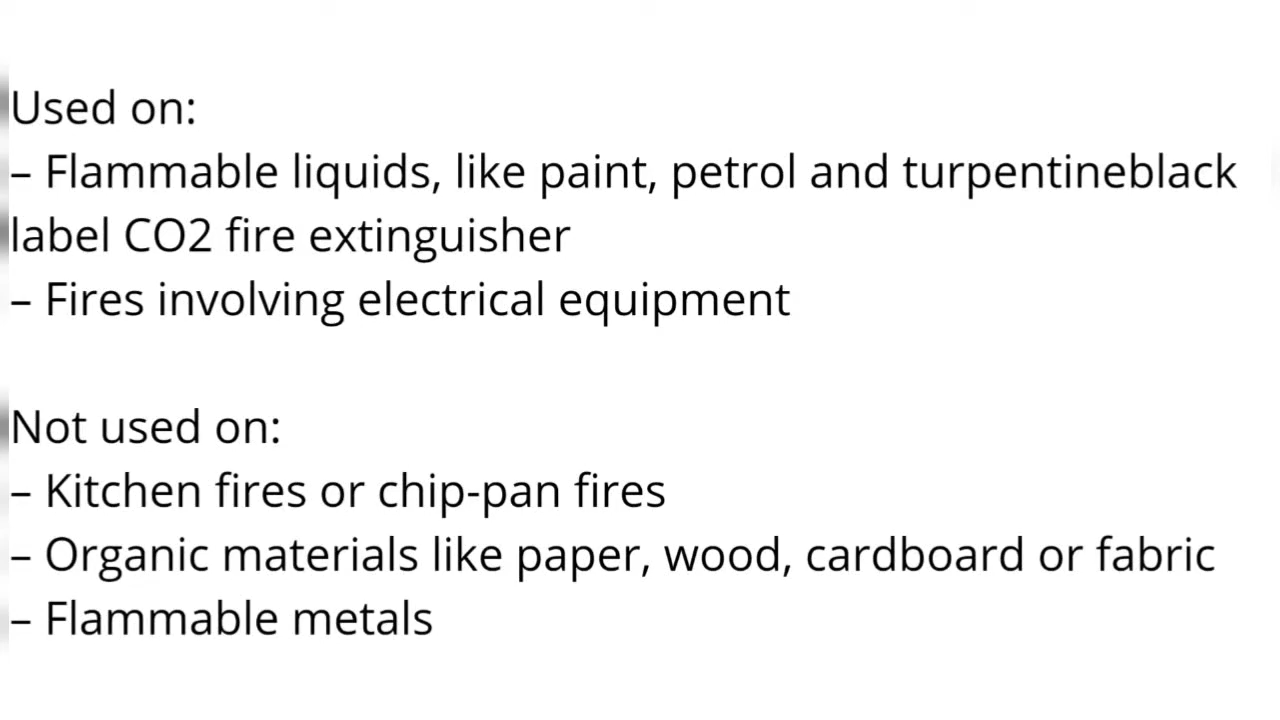 Used on:
– Flammable liquids, like paint, petrol and turpentineblack
label CO2 fire extinguisher
– Fires involving electrical equipment
Not used on:
– Kitchen fires or chip-pan fires
– Organic materials like paper, wood, cardboard or fabric
– Flammable metals